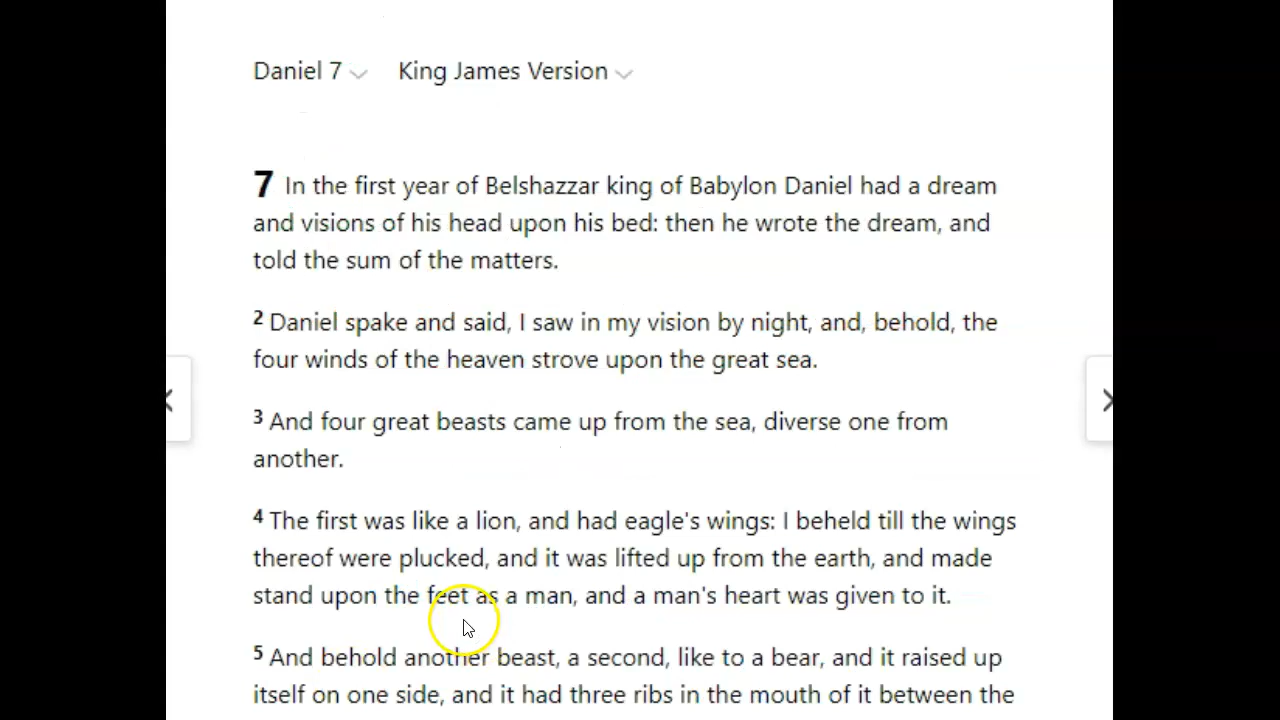 Daniel 7 King James Version
7 In the first year of Belshazzar king of Babylon Daniel had a dream
and visions of his head upon his bed: then he wrote the dream, and
told the sum of the matters.
2 Daniel spake and said, I saw in my vision by night, and, behold, the
four winds of the heaven strove upon the great sea.
3 And four great beasts came up from the sea, diverse one from
another.
4 The first was like a lion, and had eagle's wings: I beheld till the wings
thereof were plucked, and it was lifted up from the earth, and made
stand upon the feet as a man, and a man's heart was given to it.
5 And behold another beast, a second, like to a bear, and it raised up
itself on one side, and it had three ribs in the mouth of it between the